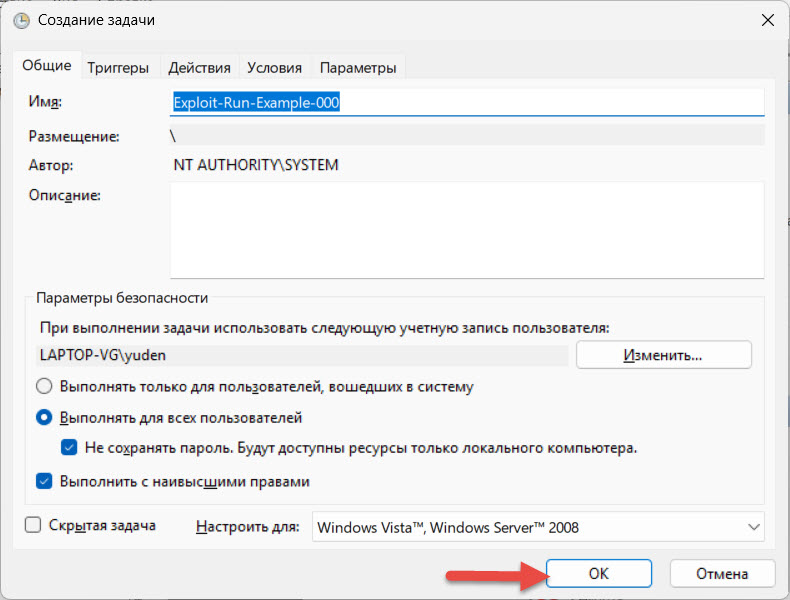 Создание задачи
Общие Триггеры Действия Условия Параметры
Имя: Exploit-Run-Example-000
Размещение: \
Автор: NT AUTHORITY\SYSTEM
Описание:
Параметры безопасности
При выполнении задачи использовать следующую учетную запись пользователя:
LAPTOP-VG\yuden Изменить...
Выполнять только для пользователей, вошедших в систему
Выполнять для всех пользователей
Не сохранять пароль. Будут доступны ресурсы только локального компьютера.
Выполнить с наивысшими правами
Скрытая задача Настроить для: Windows Vista™, Windows Server™ 2008
OK Отмена